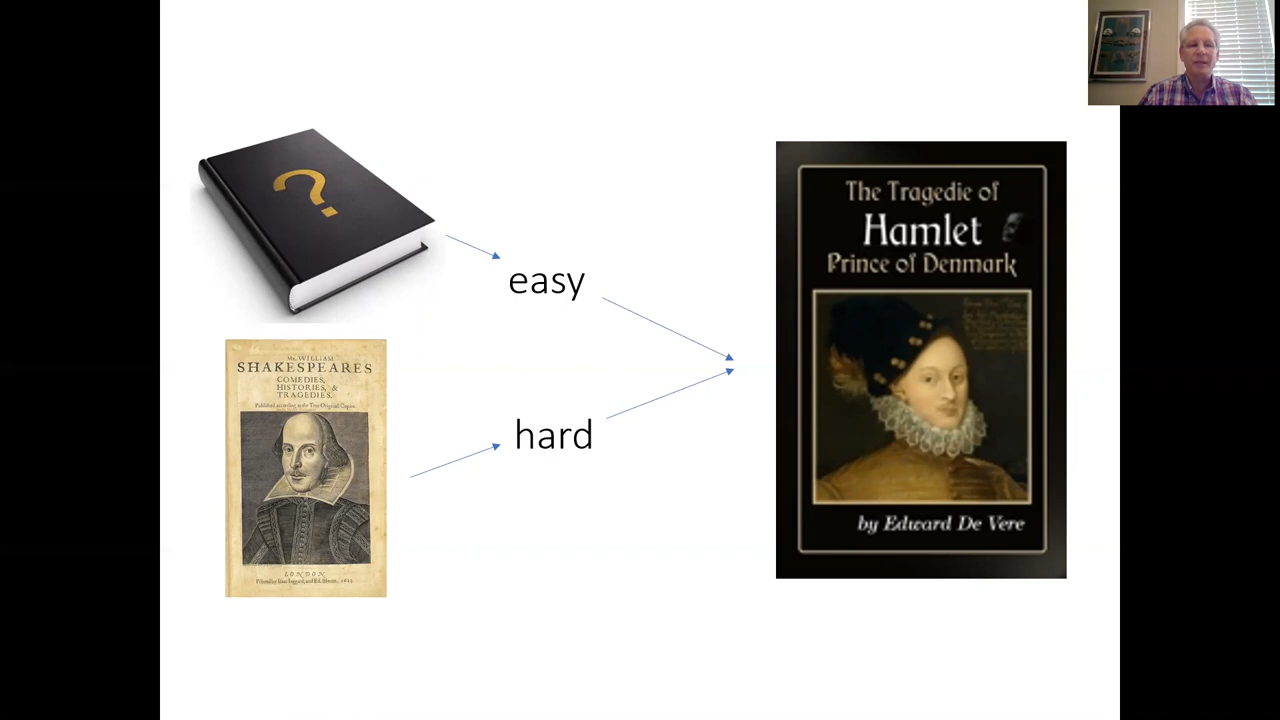 ?
easy
Mr. WILLIAM
SHAKESPEARES
COMEDIES,
HISTORIES, &
TRAGEDIES.
Published according to the True Originall Copies.
LONDON
hard
The Tragedie of
Hamlet
Prince of Denmark
by Edward De Vere